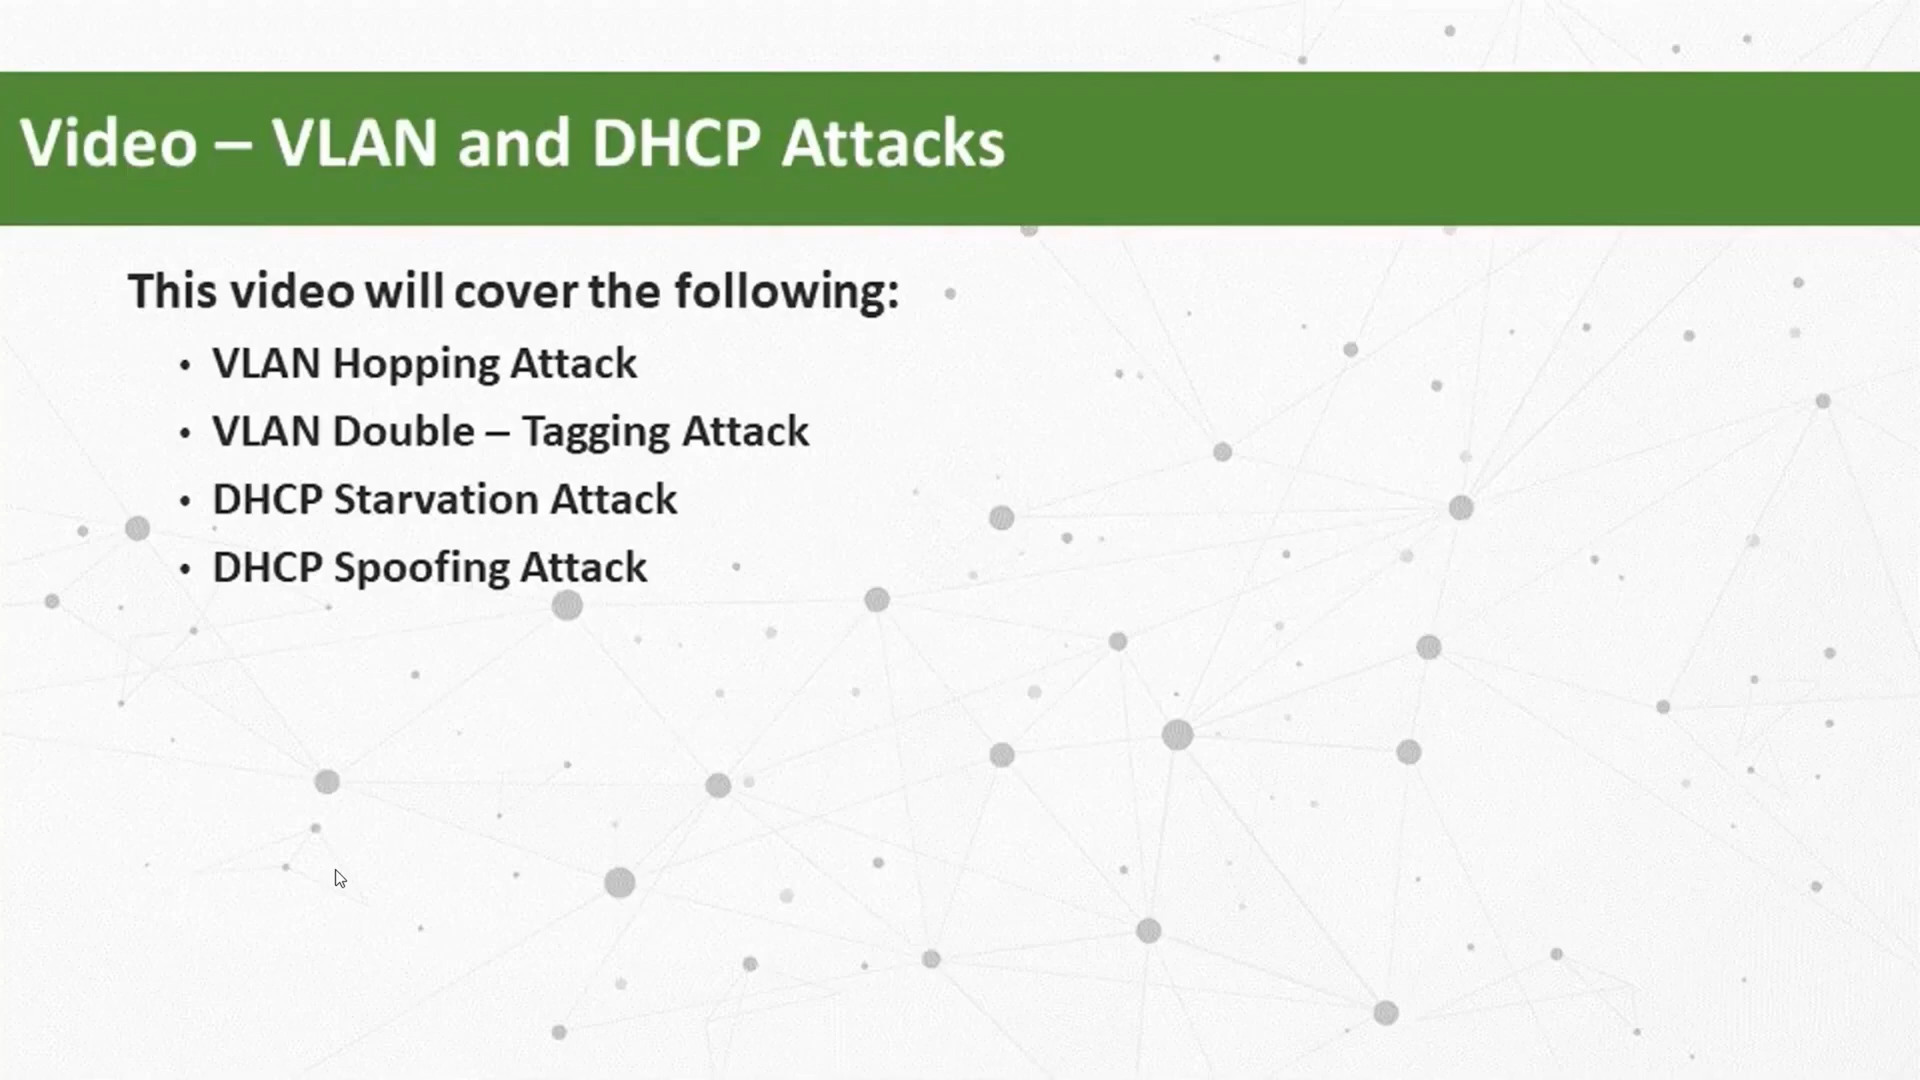 Video – VLAN and DHCP Attacks
This video will cover the following:
• VLAN Hopping Attack
• VLAN Double – Tagging Attack
• DHCP Starvation Attack
• DHCP Spoofing Attack